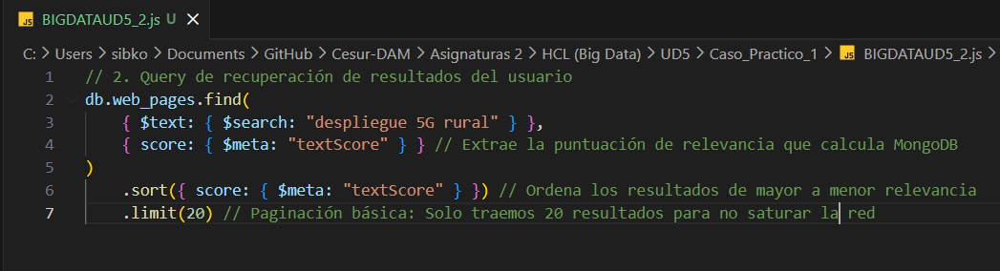 BIGDATAUD5_2.js U ×
C: > Users > sibko > Documents > GitHub > Cesur-DAM > Asignaturas 2 > HCL (Big Data) > UD5 > Caso_Practico_1 > JS BIGDATAUD5_2.js >
1 // 2. Query de recuperación de resultados del usuario
2 db.web_pages.find(
3     { $text: { $search: "despliegue 5G rural" } },
4     { score: { $meta: "textScore" } } // Extrae la puntuación de relevancia que calcula MongoDB
5 )
6     .sort({ score: { $meta: "textScore" } }) // Ordena los resultados de mayor a menor relevancia
7     .limit(20) // Paginación básica: Solo traemos 20 resultados para no saturar la red